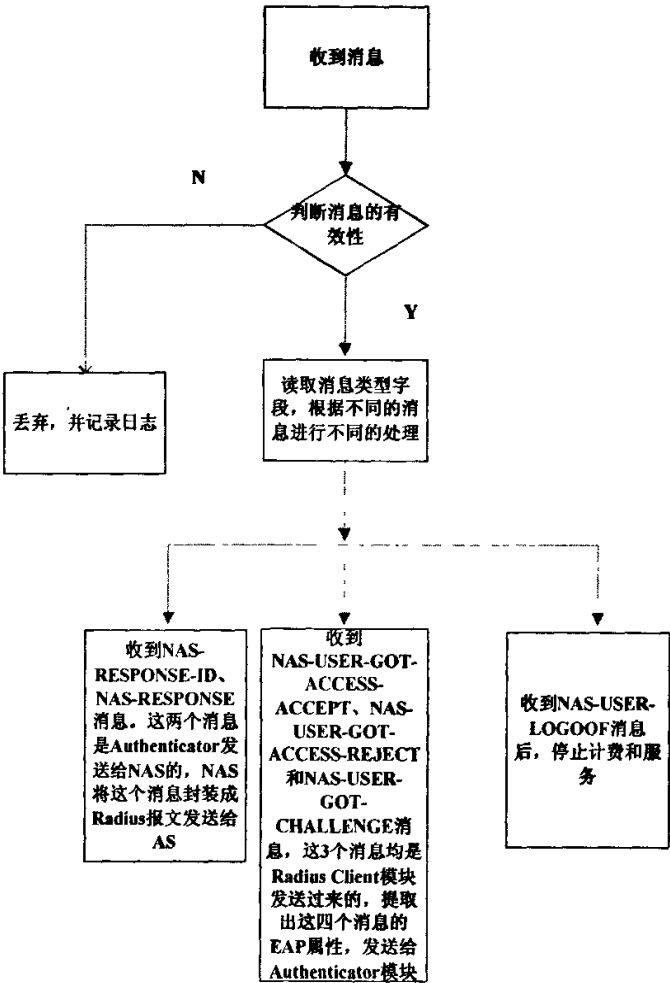 收到消息
N
判断消息的有
效性
Y
丢弃，并记录日志
读取消息类型字
段，根据不同的消
息进行不同的处理
收到NAS-
RESPONSE-ID、
NAS-RESPONSE
消息。这两个消息
是Authenticator发
送给NAS的，NAS
将这个消息封装成
Radius报文发送给
AS
收到
NAS-USER-GOT-
ACCESS-
ACCEPT、NAS-
USER-GOT-
ACCESS-REJECT
和NAS-USER-
GOT-
CHALLENGE消
息，这3个消息均是
Radius Client模块
发送过来的，提取
出这四个消息的
EAP属性，发送给
Authenticator模块
收到NAS-USER-
LOGOOF消息
后，停止计费和服
务